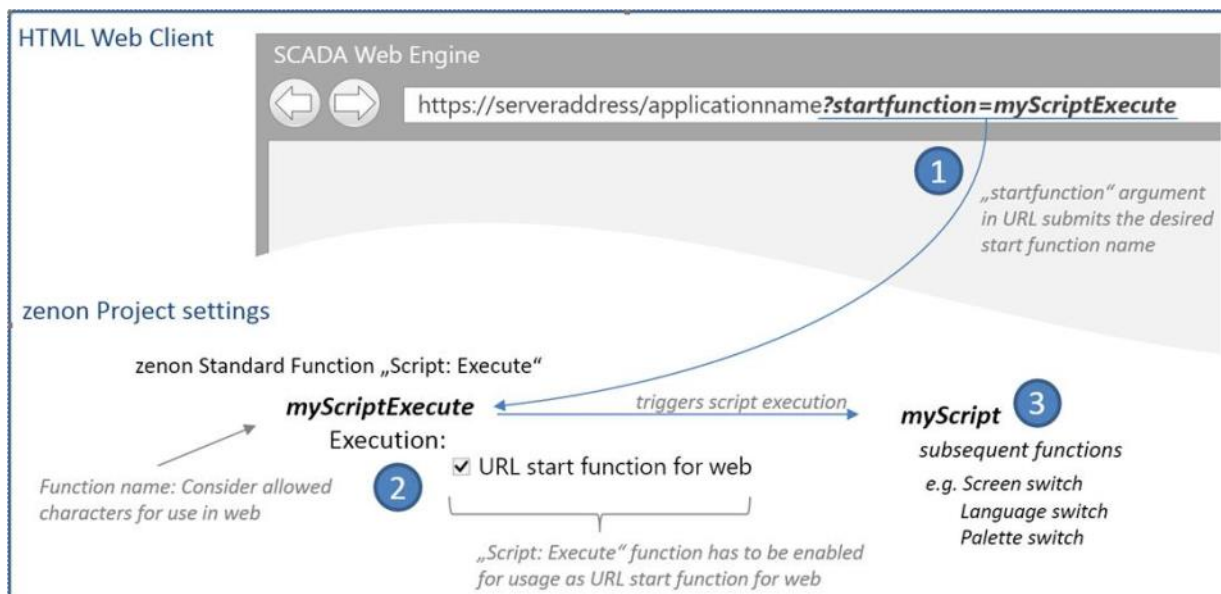 HTML Web Client
SCADA Web Engine
https://serveraddress/applicationname?startfunction=myScriptExecute
1
„startfunction“ argument
in URL submits the desired
start function name
zenon Project settings
zenon Standard Function „Script: Execute“
myScriptExecute
triggers script execution
myScript
3
Execution:
subsequent functions
2
URL start function for web
e.g. Screen switch
Language switch
Palette switch
Function name: Consider allowed
characters for use in web
„Script: Execute“ function has to be enabled
for usage as URL start function for web